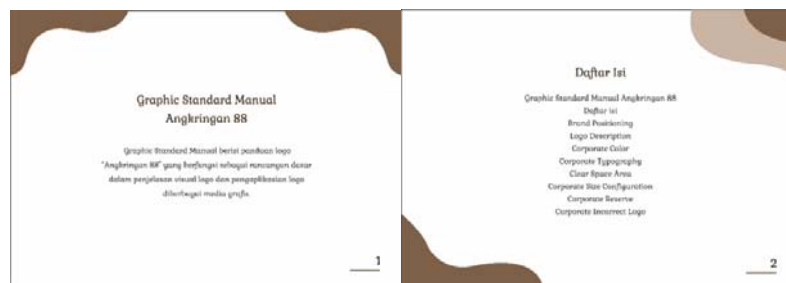 Graphic Standard Manual
Angkringan 88
Graphic Standard Manual berisi panduan logo
"Angkringan 88" yang berfungsi sebagai rancangan dasar
dalam penjelasan visual logo dan pengaplikasian logo
diberbagai media grafis
1
Daftar Isi
Graphic Standard Manual Angkringan 88
Daftar isi
Brand Positioning
Logo Description
Corporate Color
Corporate Typography
Clear Space Area
Corporate Size Configuration
Corporate Reserve
Corporate Incorrect Logo
2